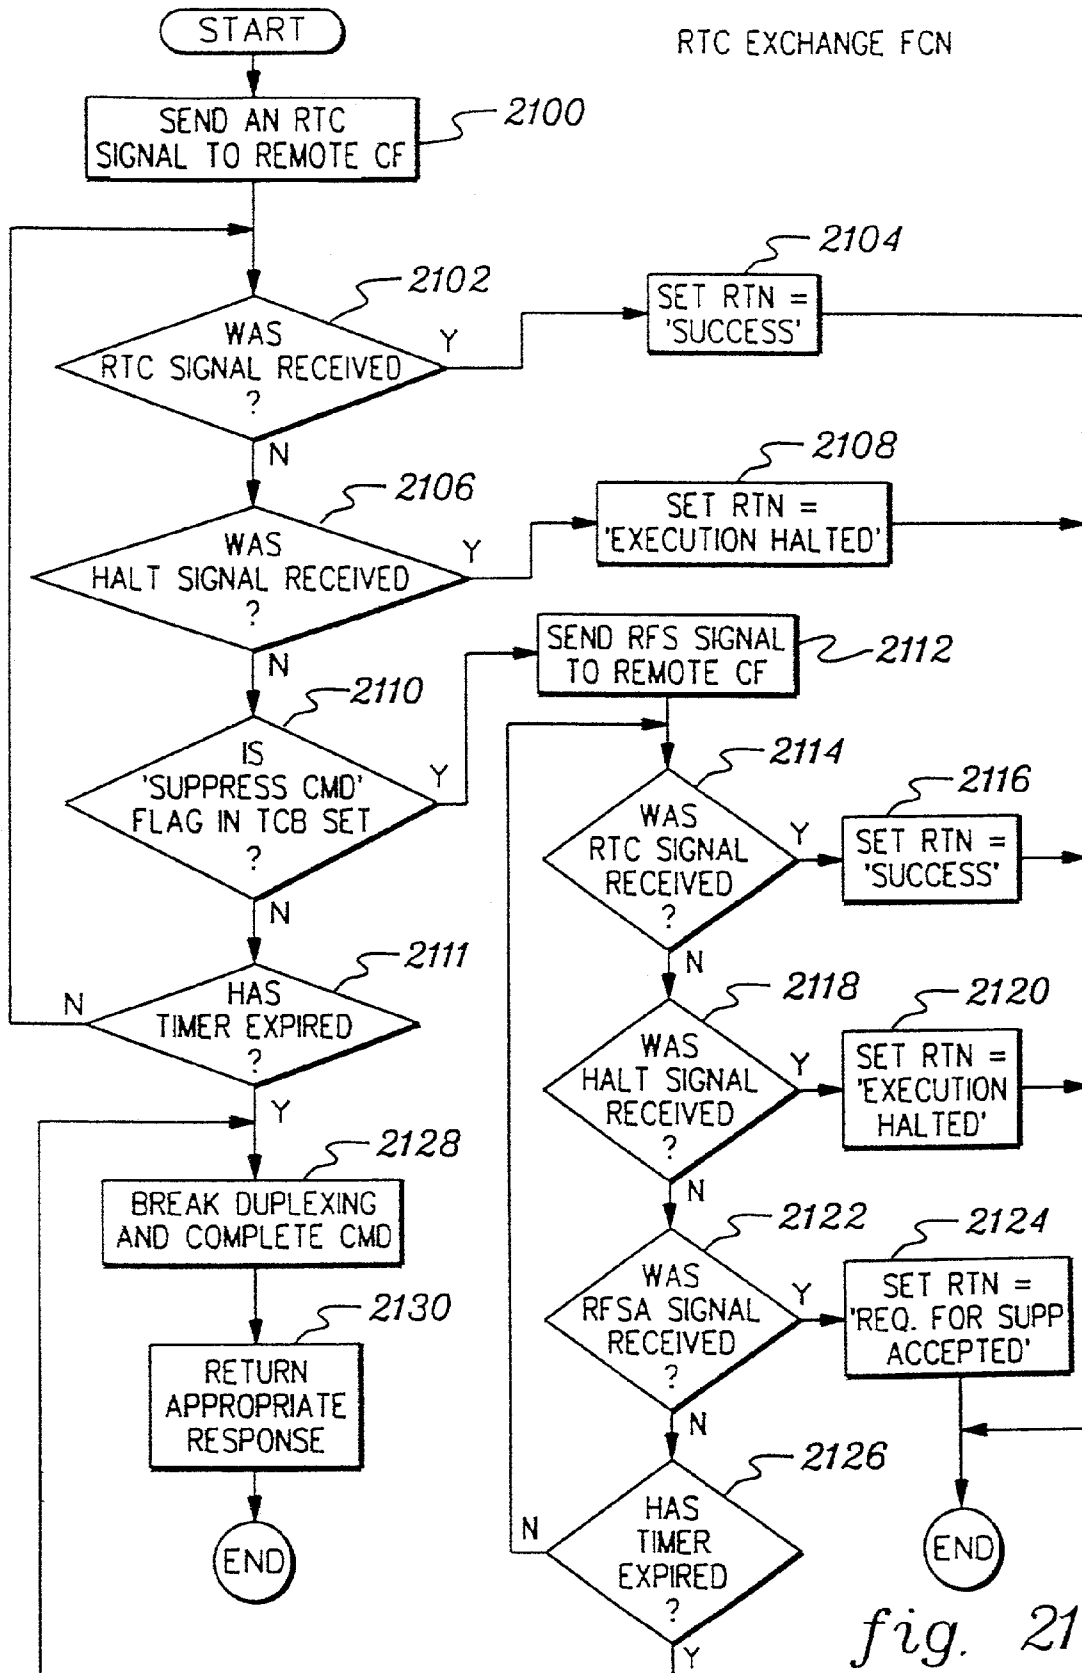 START
RTC EXCHANGE FCN
SEND AN RTC
SIGNAL TO REMOTE CF
2100
2102
WAS
RTC SIGNAL RECEIVED
?
Y
N
2104
SET RTN =
'SUCCESS'
2106
WAS
HALT SIGNAL RECEIVED
?
Y
N
2108
SET RTN =
'EXECUTION HALTED'
2110
IS
'SUPPRESS CMD'
FLAG IN TCB SET
?
Y
N
SEND RFS SIGNAL
TO REMOTE CF
2112
2111
HAS
TIMER EXPIRED
?
N
Y
2114
WAS
RTC SIGNAL
RECEIVED
?
Y
N
2116
SET RTN =
'SUCCESS'
2118
WAS
HALT SIGNAL
RECEIVED
?
Y
N
2120
SET RTN =
'EXECUTION
HALTED'
2128
BREAK DUPLEXING
AND COMPLETE CMD
2130
RETURN
APPROPRIATE
RESPONSE
END
2122
WAS
RFSA SIGNAL
RECEIVED
?
Y
N
2124
SET RTN =
'REQ. FOR SUPP
ACCEPTED'
2126
HAS
TIMER
EXPIRED
?
N
Y
END
fig. 21